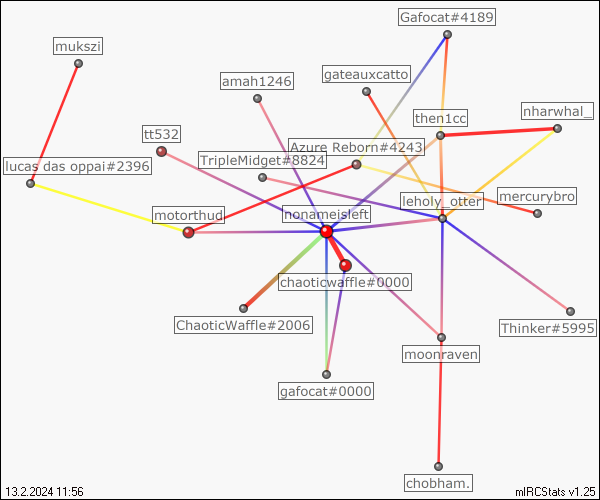 Gafocat#4189
mukszi
gateauxcatto
amah1246
nharwhal_
then1cc
tt532
Azure Reborn#4243
TripleMidget#8824
lucas das oppai#2396
mercurybro
leholy_otter
motorthud
nonameisleft
chaoticwaffle#0000
ChaoticWaffle#2006
Thinker#5995
moonraven
gafocat#0000
chobham.
13.2.2024 11:56
mIRCStats v1.25